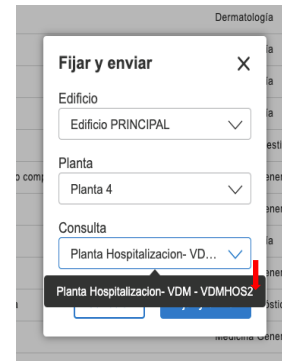 Dermatología
Fijar y enviar
Edificio
Edificio PRINCIPAL
Planta
Planta 4
Consulta
Planta Hospitalizacion- VD...
Planta Hospitalizacion- VDM - VDMHOS2